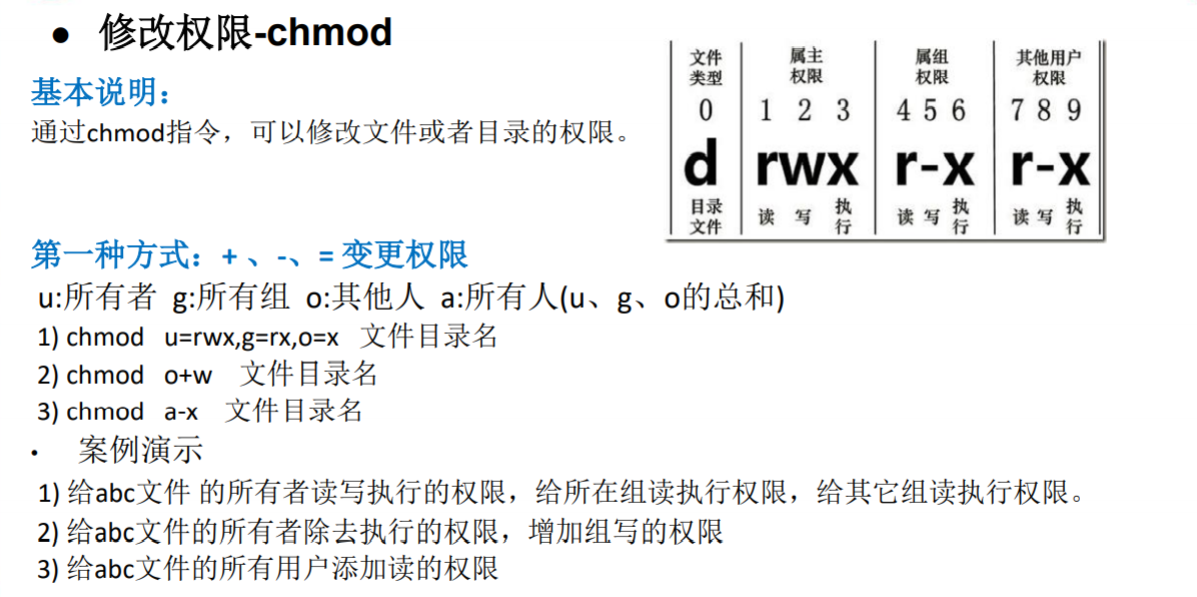 ● 修改权限-chmod
基本说明：
通过chmod指令，可以修改文件或者目录的权限。
文件类型 属主权限 属组权限 其他用户权限
0 1 2 3 4 5 6 7 8 9
d rwx r-x r-x
目录文件 读 写 执行 读 写 执行 读 写 执行
第一种方式：+ 、-、= 变更权限
u:所有者 g:所有组 o:其他人 a:所有人(u、g、o的总和)
1) chmod u=rwx,g=rx,o=x 文件目录名
2) chmod o+w 文件目录名
3) chmod a-x 文件目录名
• 案例演示
1) 给abc文件 的所有者读写执行的权限，给所在组读执行权限，给其它组读执行权限。
2) 给abc文件的所有者除去执行的权限，增加组写的权限
3) 给abc文件的所有用户添加读的权限